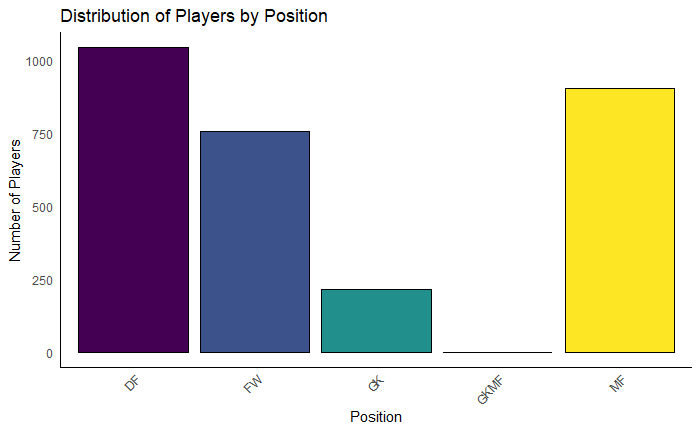 Distribution of Players by Position
Number of Players
1000
750
500
250
0
DF
FW
GK
GKMF
MF
Position